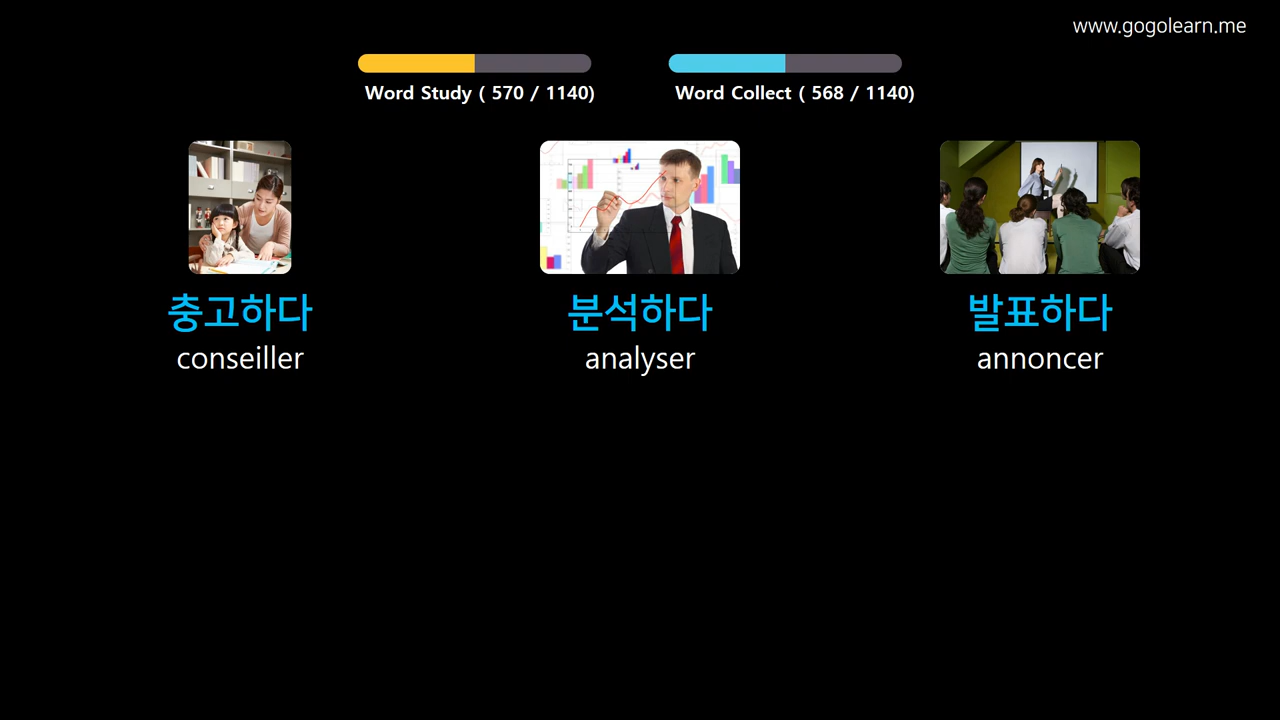 www.gogolearn.me
Word Study ( 570 / 1140)
Word Collect ( 568 / 1140)
충고하다
분석하다
발표하다
conseiller
analyser
annoncer